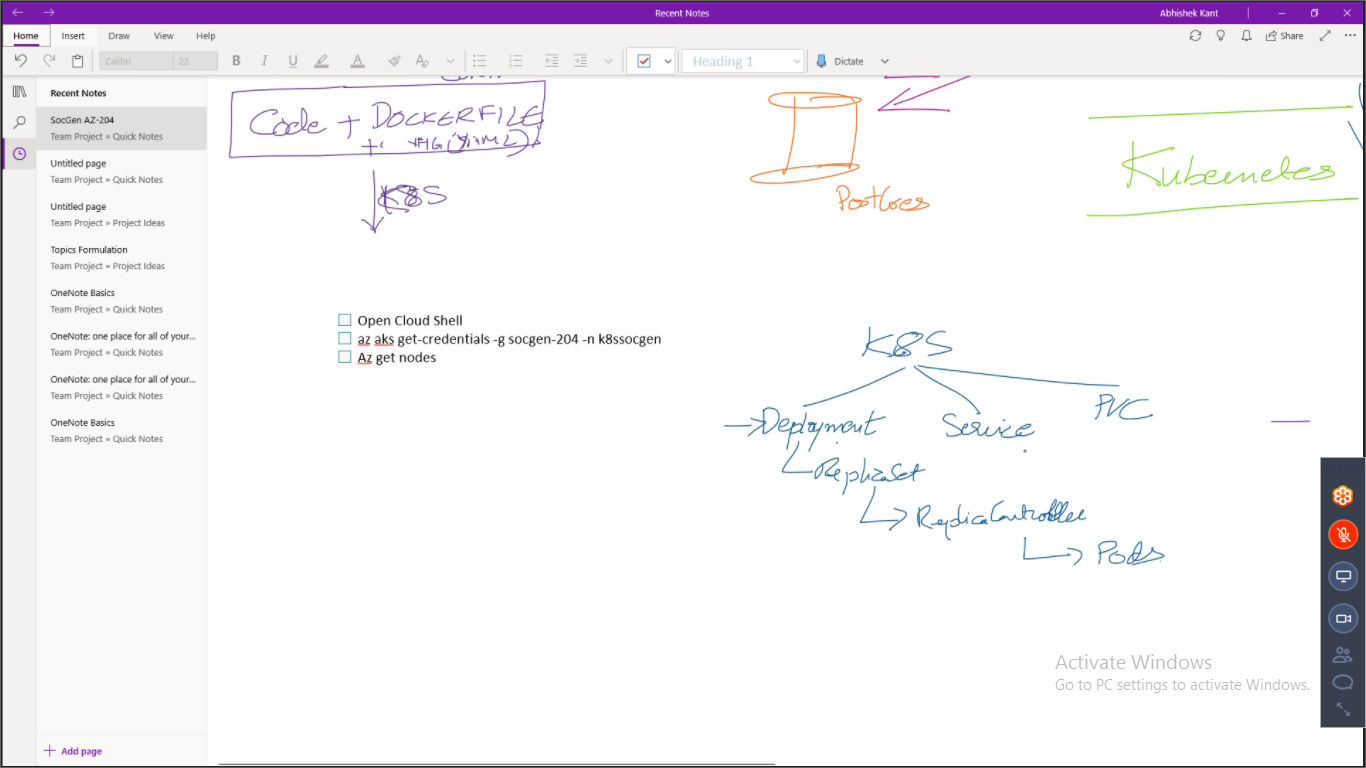 Recent Notes
Abhishek Kant
Home
Insert
Draw
View
Help
Share
Calibri
22
B
I
U
A
Heading 1
Dictate
Recent Notes
SocGen AZ-204
Team Project » Quick Notes
Untitled page
Team Project » Quick Notes
Untitled page
Team Project » Project Ideas
Topics Formulation
Team Project » Project Ideas
OneNote Basics
Team Project » Quick Notes
OneNote: one place for all of your...
Team Project » Quick Notes
OneNote: one place for all of your...
Team Project » Quick Notes
OneNote Basics
Team Project » Quick Notes
Add page
Code + DOCKERFILE
K8S
Kubernetes
Open Cloud Shell
az aks get-credentials -g socgen-204 -n k8ssocgen
Az get nodes
K8S
Deployment
Service
PVC
ReplicaSet
ReplicaController
Pods
Activate Windows
Go to PC settings to activate Windows.